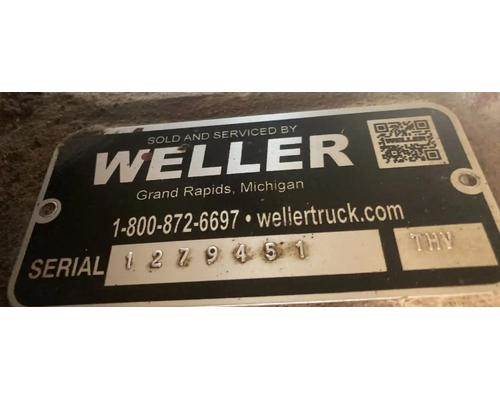 SOLD AND SERVICED BY
WELLER
Grand Rapids, Michigan
1-800-872-6697 • wellertruck.com
SERIAL 1279451 THV